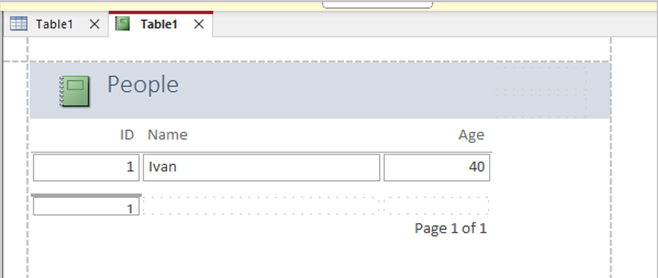 Table1 Table1
People
ID Name Age
1 Ivan 40
1
Page 1 of 1